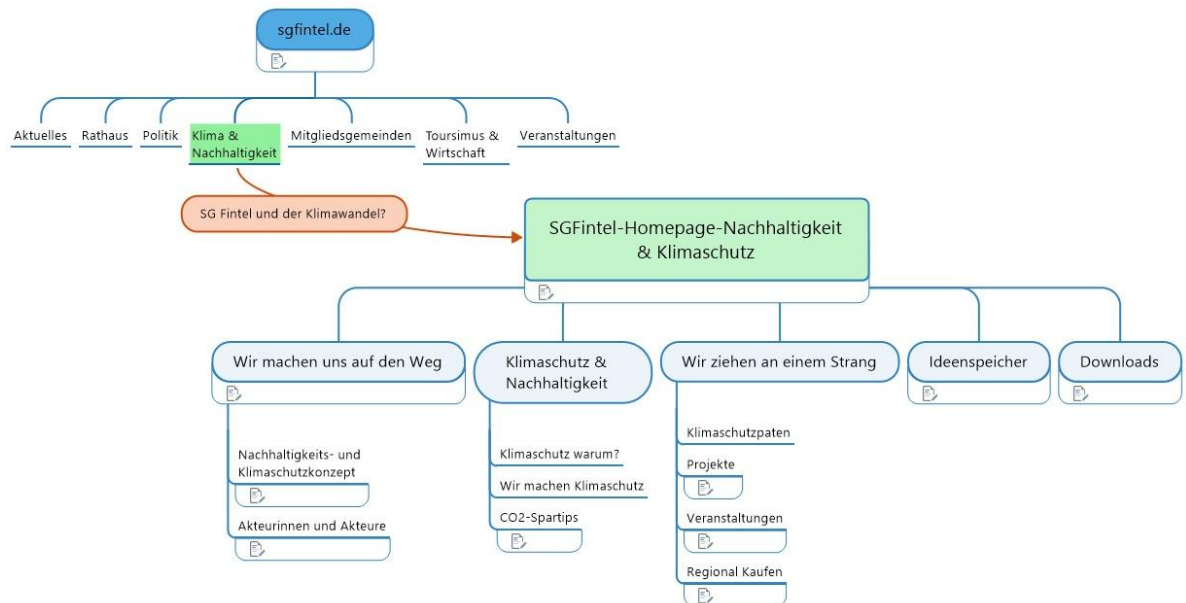 sgfintel.de
Aktuelles
Rathaus
Politik
Klima &
Nachhaltigkeit
Mitgliedsgemeinden
Toursimus &
Wirtschaft
Veranstaltungen
SG Fintel und der Klimawandel?
SGFintel-Homepage-Nachhaltigkeit
& Klimaschutz
Wir machen uns auf den Weg
Nachhaltigkeits- und
Klimaschutzkonzept
Akteurinnen und Akteure
Klimaschutz &
Nachhaltigkeit
Klimaschutz warum?
Wir machen Klimaschutz
CO2-Spartips
Wir ziehen an einem Strang
Klimaschutzpaten
Projekte
Veranstaltungen
Regional Kaufen
Ideenspeicher
Downloads